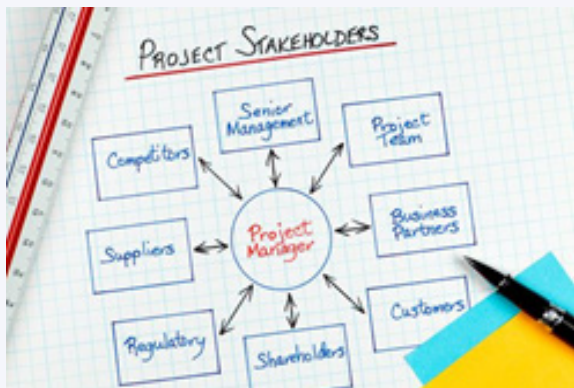 Project Stakeholders
Senior
Management
Project
Team
Competitors
Business
Partners
Project
Manager
Suppliers
Customers
Regulatory
Shareholders